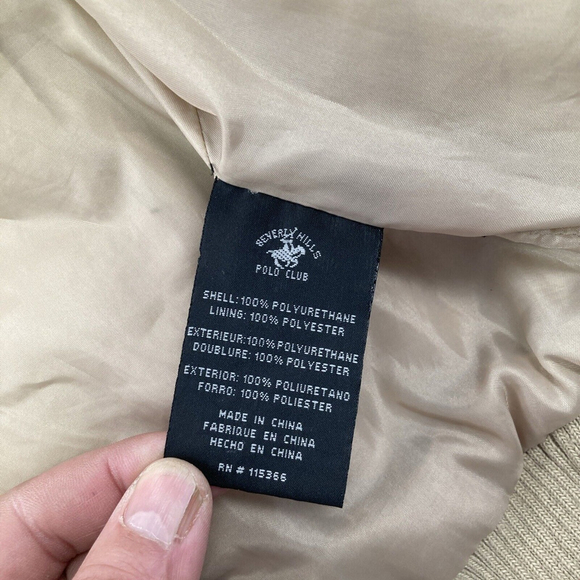 BEVERLY HILLS
POLO CLUB
SHELL: 100% POLYURETHANE
LINING: 100% POLYESTER
EXTERIEUR: 100% POLYURETHANE
DOUBLURE: 100% POLYESTER
EXTERIOR: 100% POLIURETANO
FORRO: 100% POLIESTER
MADE IN CHINA
FABRIQUE EN CHINA
HECHO EN CHINA
RN # 115366